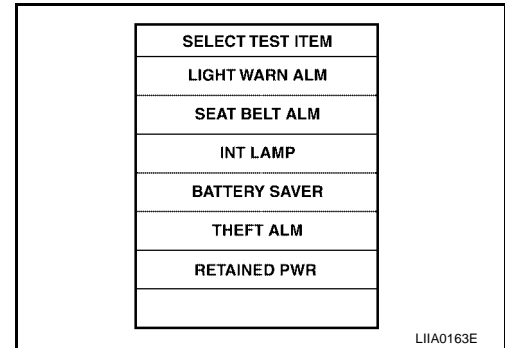 SELECT TEST ITEM
LIGHT WARN ALM
SEAT BELT ALM
INT LAMP
BATTERY SAVER
THEFT ALM
RETAINED PWR
LIIA0163E